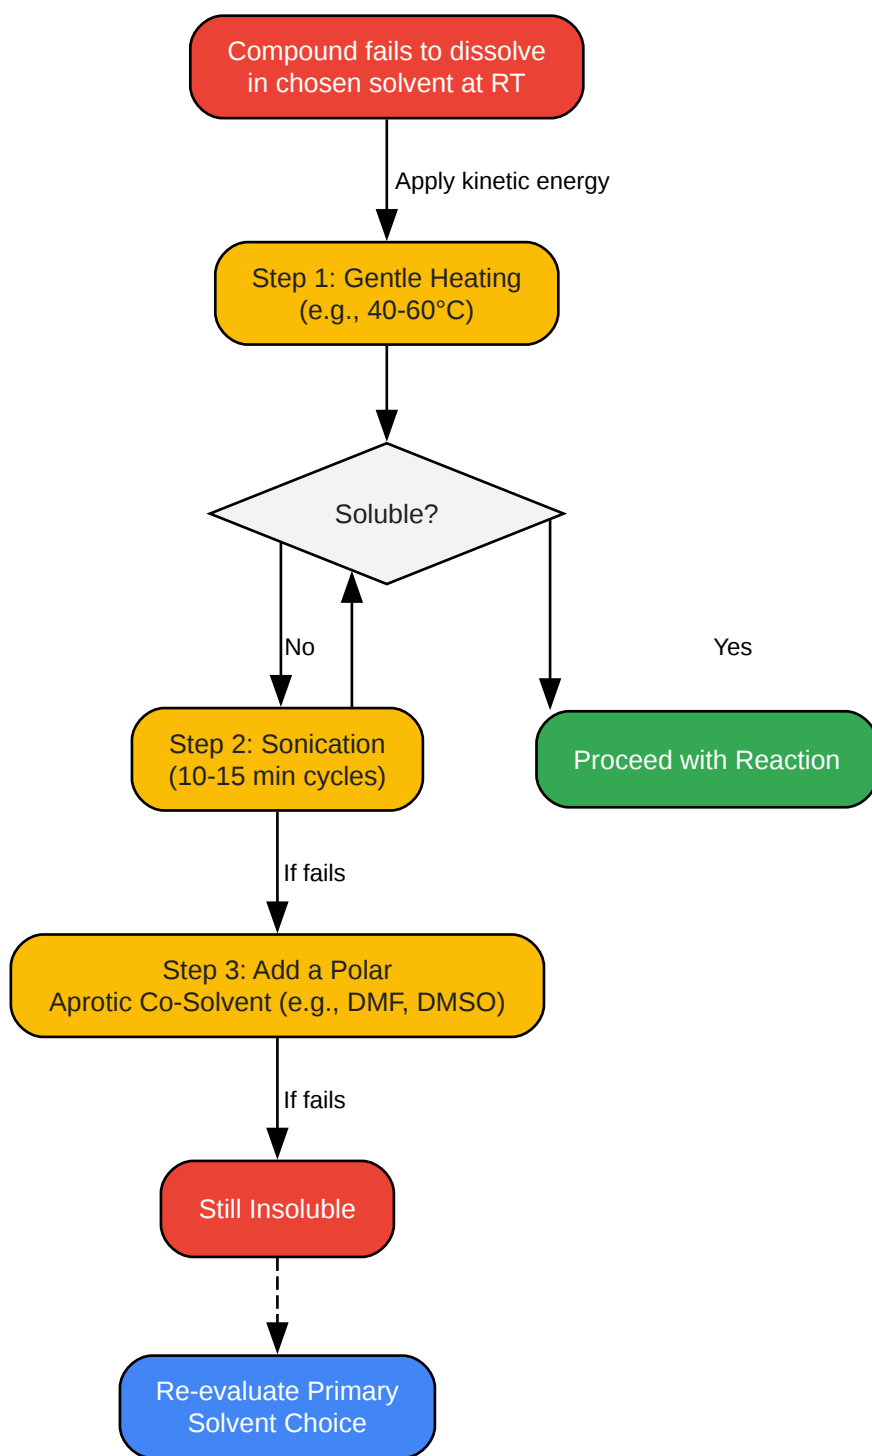 Compound fails to dissolve
in chosen solvent at RT
Apply kinetic energy
Step 1: Gentle Heating
(e.g., 40-60°C)
Soluble?
No
Yes
Step 2: Sonication
(10-15 min cycles)
Proceed with Reaction
If fails
Step 3: Add a Polar
Aprotic Co-Solvent (e.g., DMF, DMSO)
If fails
Still Insoluble
Re-evaluate Primary
Solvent Choice